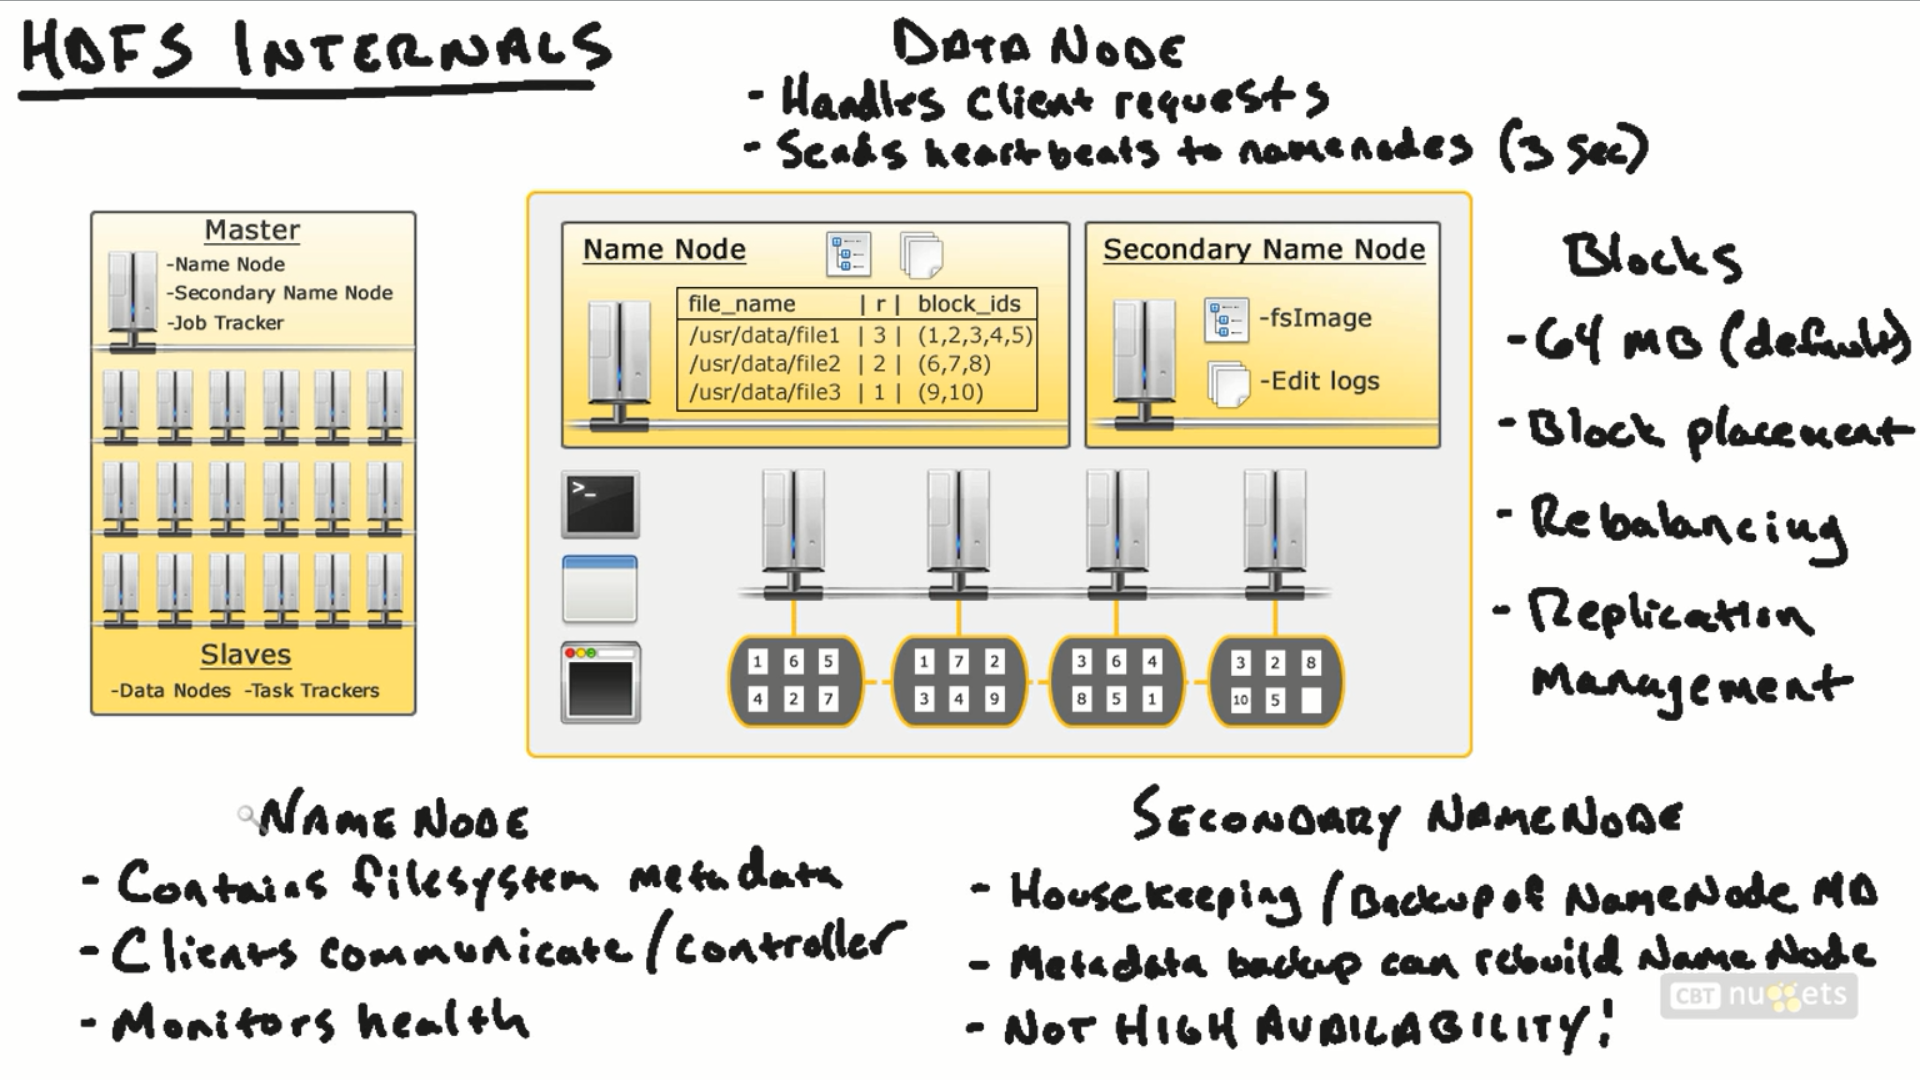 HDFS INTERNALS
DATA NODE
- Handles Client requests
- Sends heartbeats to namenodes (3 sec)
Master
-Name Node
-Secondary Name Node
-Job Tracker
Slaves
-Data Nodes -Task Trackers
Name Node
file_name | r | block_ids
/usr/data/file1 | 3 | (1,2,3,4,5)
/usr/data/file2 | 2 | (6,7,8)
/usr/data/file3 | 1 | (9,10)
Secondary Name Node
-fsImage
-Edit logs
>_
1 6 5
4 2 7
1 7 2
3 4 9
3 6 4
8 5 1
3 2 8
10 5
Blocks
- 64 MB (default)
- Block placement
- Rebalancing
- Replication
Management
NAME NODE
- Contains filesystem metadata
- Clients communicate/controller
- Monitors health
SECONDARY NAMENODE
- Housekeeping/Backup of NameNode MD
- Metadata backup can rebuild Name Node
- NOT HIGH AVAILABILITY!
CBT nuggets